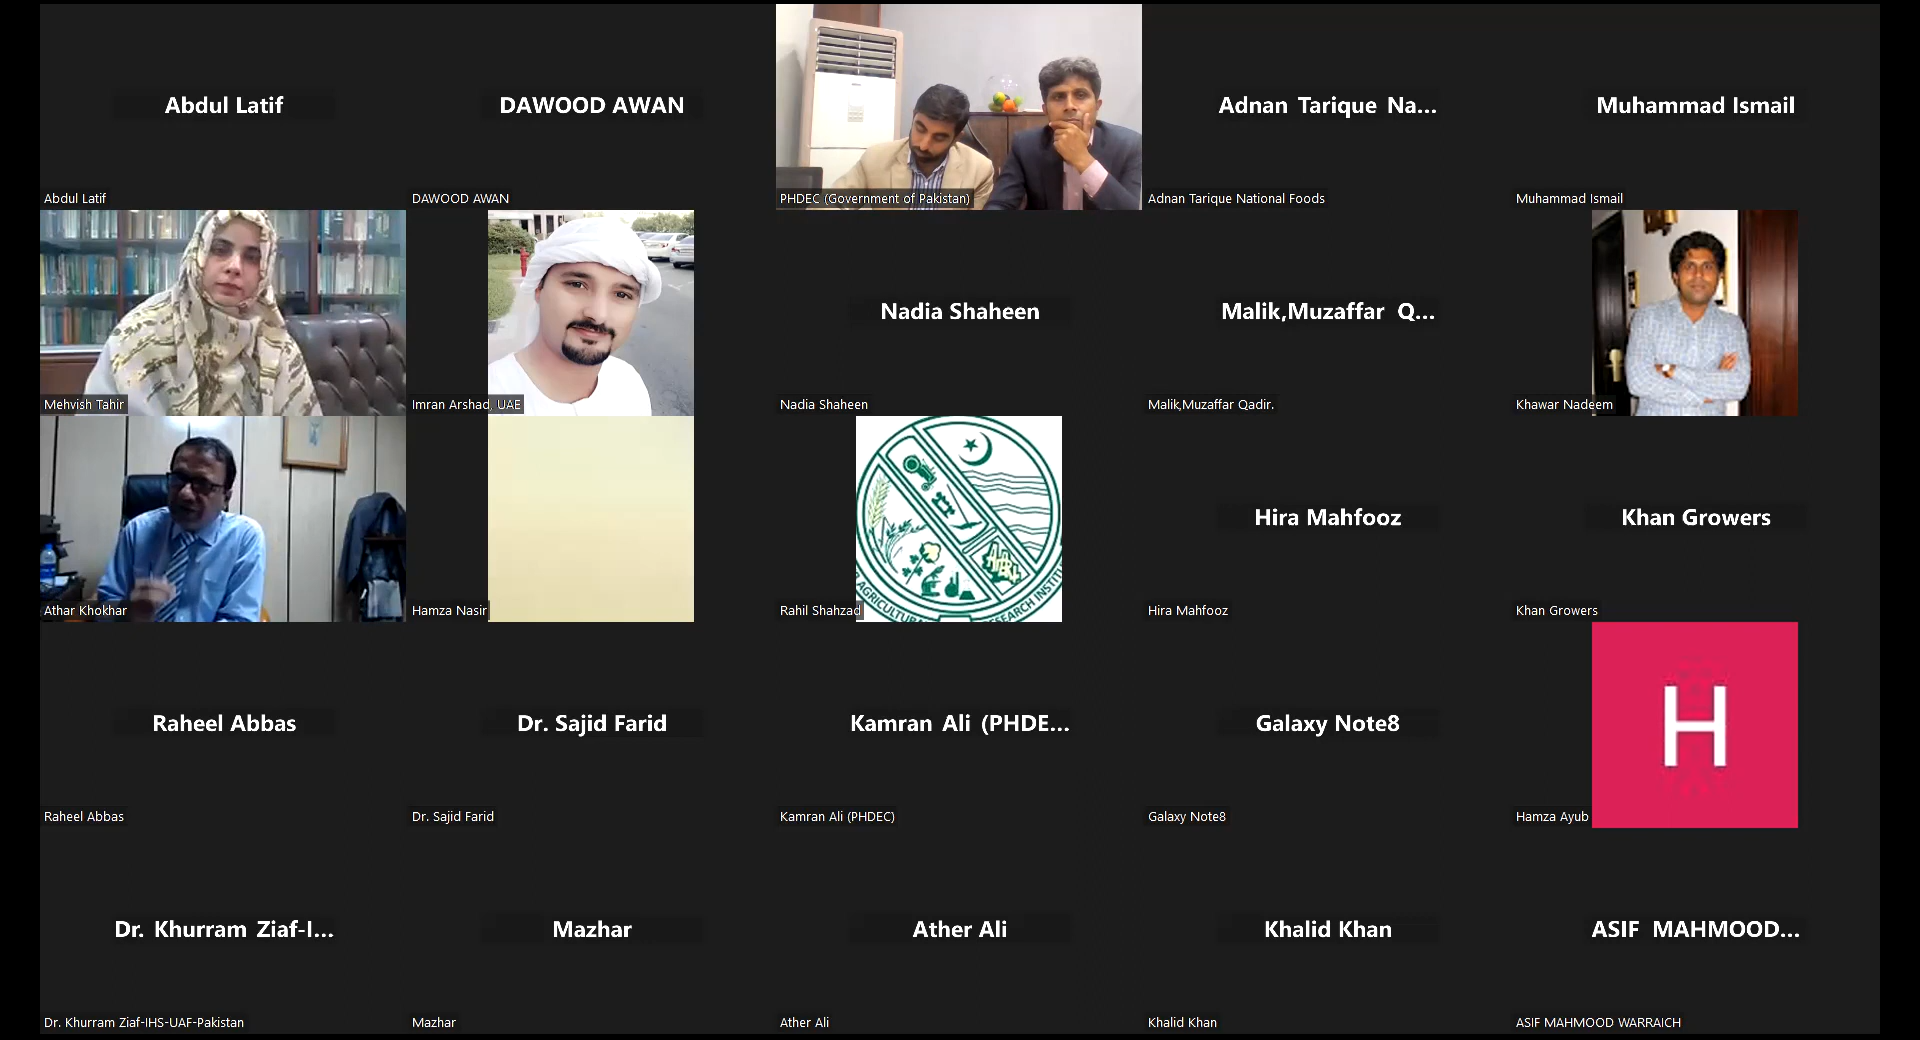 Abdul Latif
DAWOOD AWAN
Adnan Tarique Na...
Muhammad Ismail
Abdul Latif
DAWOOD AWAN
PHDEC (Government of Pakistan)
Adnan Tarique National Foods
Muhammad Ismail
Nadia Shaheen
Malik,Muzaffar Q...
Mehvish Tahir
Imran Arshad, UAE
Nadia Shaheen
Malik,Muzaffar Qadir.
Khawar Nadeem
Hira Mahfooz
Khan Growers
AGRICULTURAL
RESEARCH INSTITUTE
Athar Khokhar
Hamza Nasir
Rahil Shahzad
Hira Mahfooz
Khan Growers
Raheel Abbas
Dr. Sajid Farid
Kamran Ali (PHDE...
Galaxy Note8
H
Raheel Abbas
Dr. Sajid Farid
Kamran Ali (PHDEC)
Galaxy Note8
Hamza Ayub
Dr. Khurram Ziaf-I...
Mazhar
Ather Ali
Khalid Khan
ASIF MAHMOOD...
Dr. Khurram Ziaf-IHS-UAF-Pakistan
Mazhar
Ather Ali
Khalid Khan
ASIF MAHMOOD WARRAICH